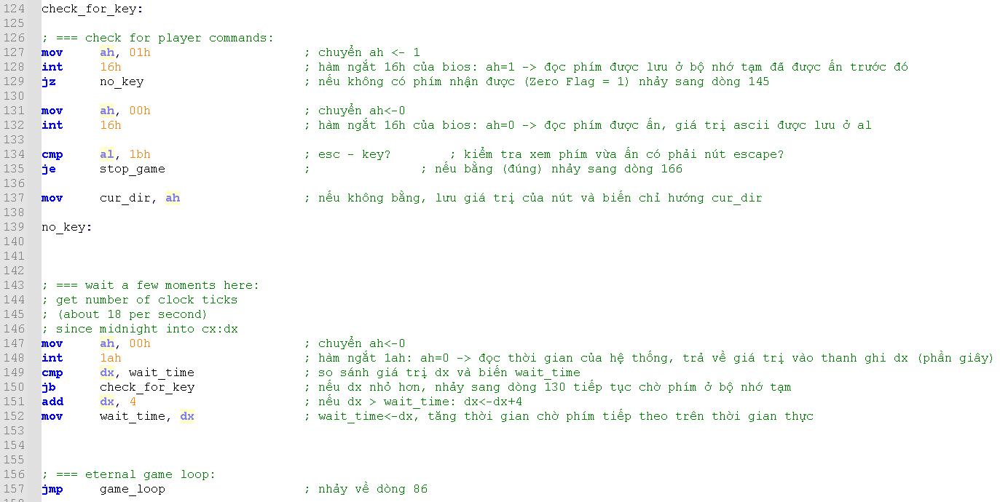 124 check_for_key:
125
126 ; === check for player commands:
127 mov ah, 01h ; chuyển ah <- 1
128 int 16h ; hàm ngắt 16h của bios: ah=1 -> đọc phím được lưu ở bộ nhớ tạm đã được ấn trước đó
129 jz no_key ; nếu không có phím nhận được (Zero Flag = 1) nhảy sang dòng 145
130
131 mov ah, 00h ; chuyển ah<-0
132 int 16h ; hàm ngắt 16h của bios: ah=0 -> đọc phím được ấn, giá trị ascii được lưu ở al
133
134 cmp al, 1bh ; esc - key? ; kiểm tra xem phím vừa ấn có phải nút escape?
135 je stop_game ; ; nếu bằng (đúng) nhảy sang dòng 166
136
137 mov cur_dir, ah ; nếu không bằng, lưu giá trị của nút và biến chỉ hướng cur_dir
138
139 no_key:
140
141
142
143 ; === wait a few moments here:
144 ; get number of clock ticks
145 ; (about 18 per second)
146 ; since midnight into cx:dx
147 mov ah, 00h ; chuyển ah<-0
148 int 1ah ; hàm ngắt 1ah: ah=0 -> đọc thời gian của hệ thống, trả về giá trị vào thanh ghi dx (phần giây)
149 cmp dx, wait_time ; so sánh giá trị dx và biến wait_time
150 jb check_for_key ; nếu dx nhỏ hơn, nhảy sang dòng 130 tiếp tục chờ phím ở bộ nhớ tạm
151 add dx, 4 ; nếu dx > wait_time: dx<-dx+4
152 mov wait_time, dx ; wait_time<-dx, tăng thời gian chờ phím tiếp theo trên thời gian thực
153
154
155
156 ; === eternal game loop:
157 jmp game_loop ; nhảy về dòng 86